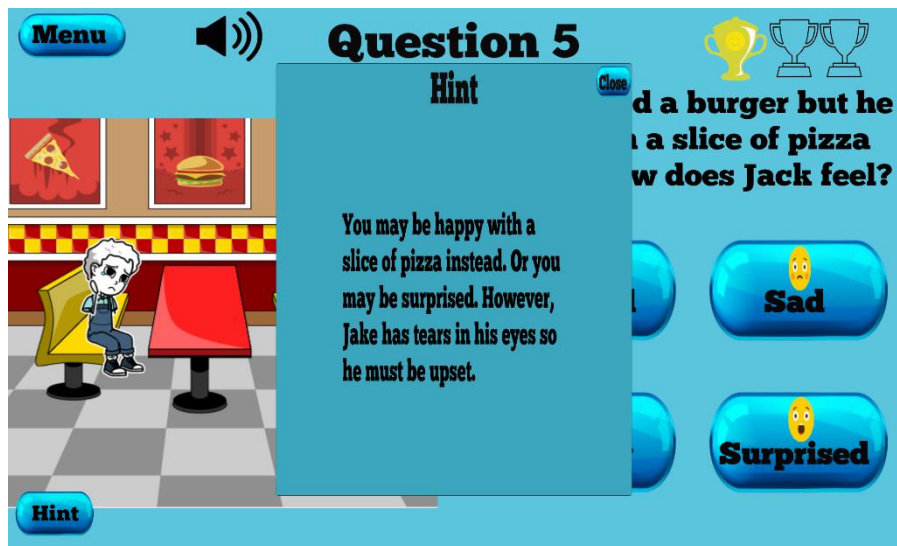 Menu
Question 5
Hint
Close
d a burger but he
a slice of pizza
w does Jack feel?
You may be happy with a
slice of pizza instead. Or you
may be surprised. However,
Jake has tears in his eyes so
he must be upset.
Sad
Surprised
Hint